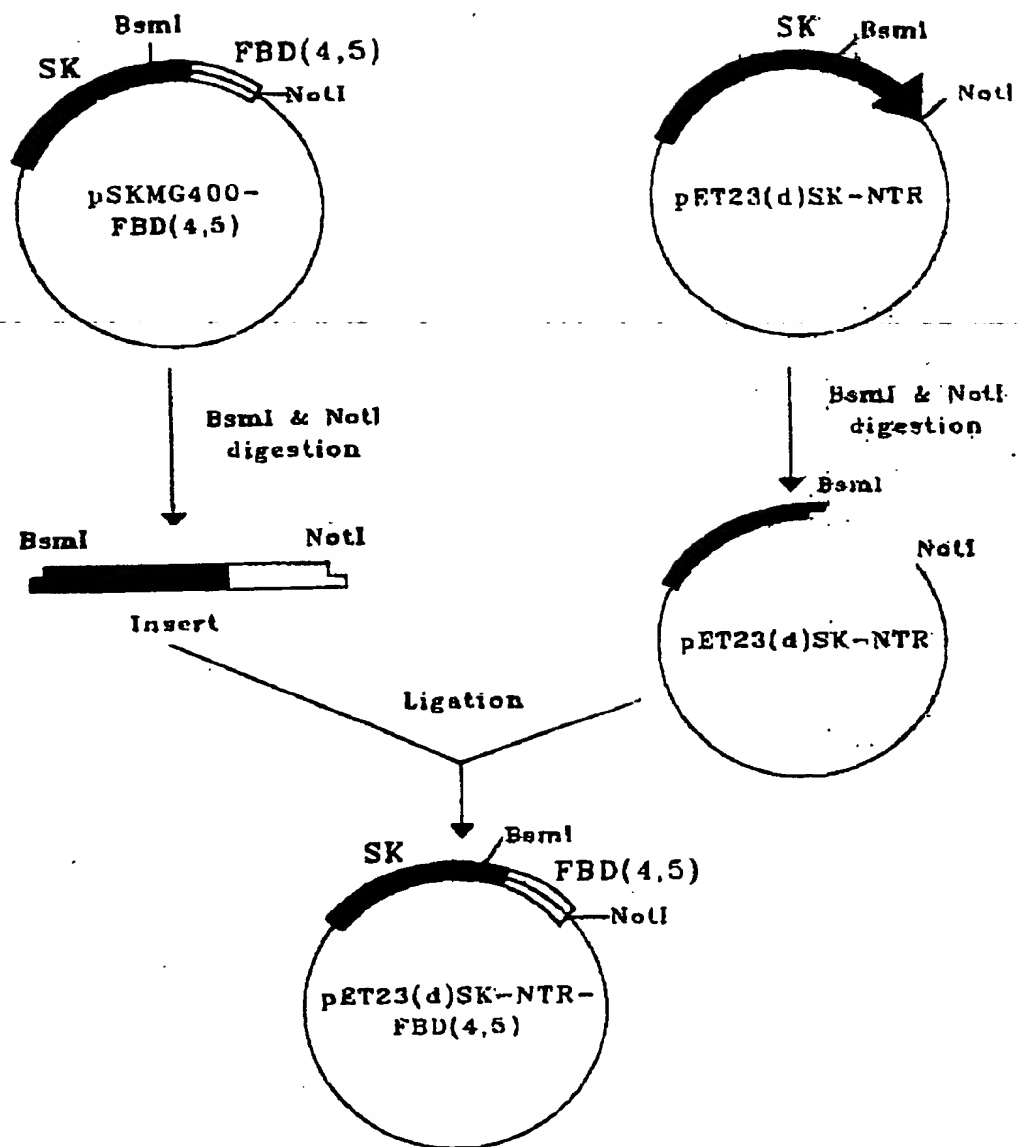 BsmI
SK
FBD(4,5)
NotI
pSKMG400-
FBD(4,5)
SK
BsmI
NotI
pET23(d)SK-NTR
BsmI & NotI
digestion
BsmI & NotI
digestion
BsmI
NotI
Insert
BsmI
NotI
pET23(d)SK-NTR
Ligation
SK
BsmI
FBD(4,5)
NotI
pET23(d)SK-NTR-
FBD(4,5)